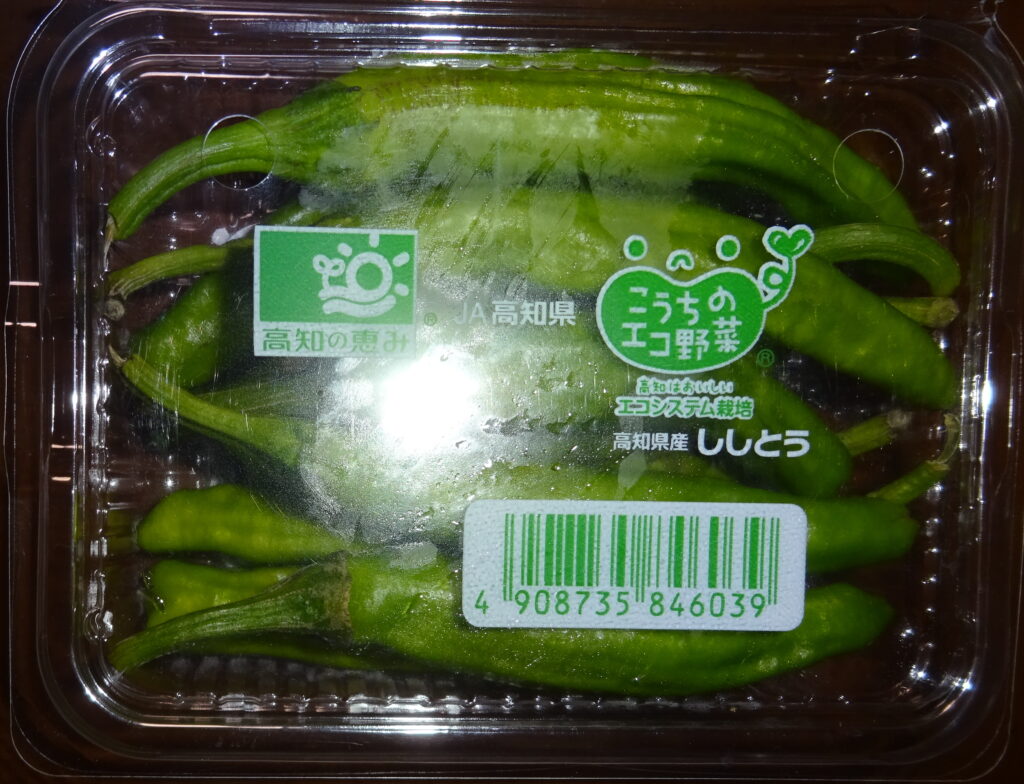 高知の恵み
®
JA高知県
こうちの
エコ野菜
®
高知はおいしい
エコシステム栽培
高知県産 ししとう
4 908735 846039